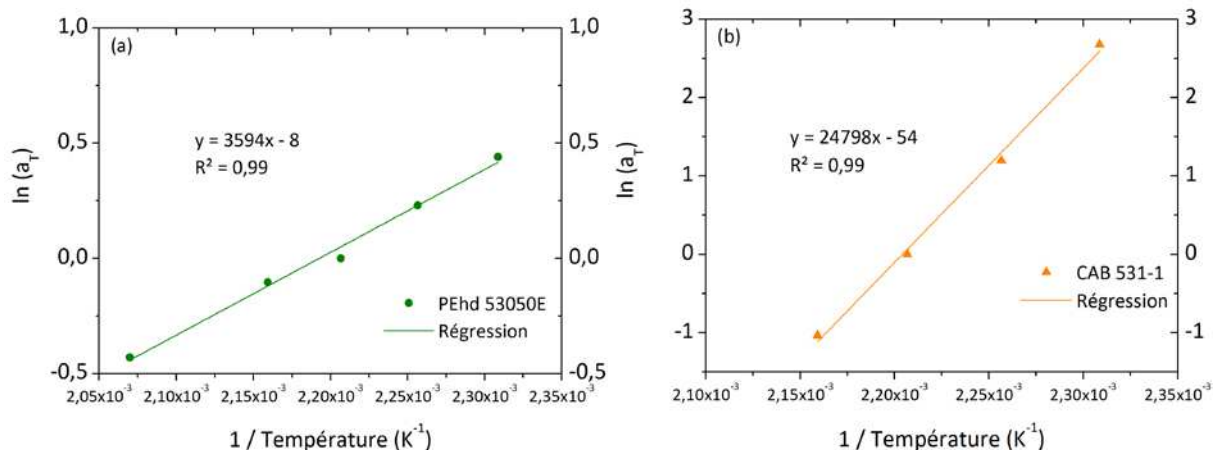 (a)
y = 3594x - 8
R² = 0,99
PEhd 53050E
Régression
ln (aT)
1,0
0,5
0,0
-0,5
1,0
0,5
0,0
-0,5
2,05x10⁻³ 2,10x10⁻³ 2,15x10⁻³ 2,20x10⁻³ 2,25x10⁻³ 2,30x10⁻³ 2,35x10⁻³
1 / Température (K⁻¹)
(b)
y = 24798x - 54
R² = 0,99
CAB 531-1
Régression
ln (aT)
3
2
1
0
-1
3
2
1
0
-1
2,10x10⁻³ 2,15x10⁻³ 2,20x10⁻³ 2,25x10⁻³ 2,30x10⁻³ 2,35x10⁻³
1 / Température (K⁻¹)